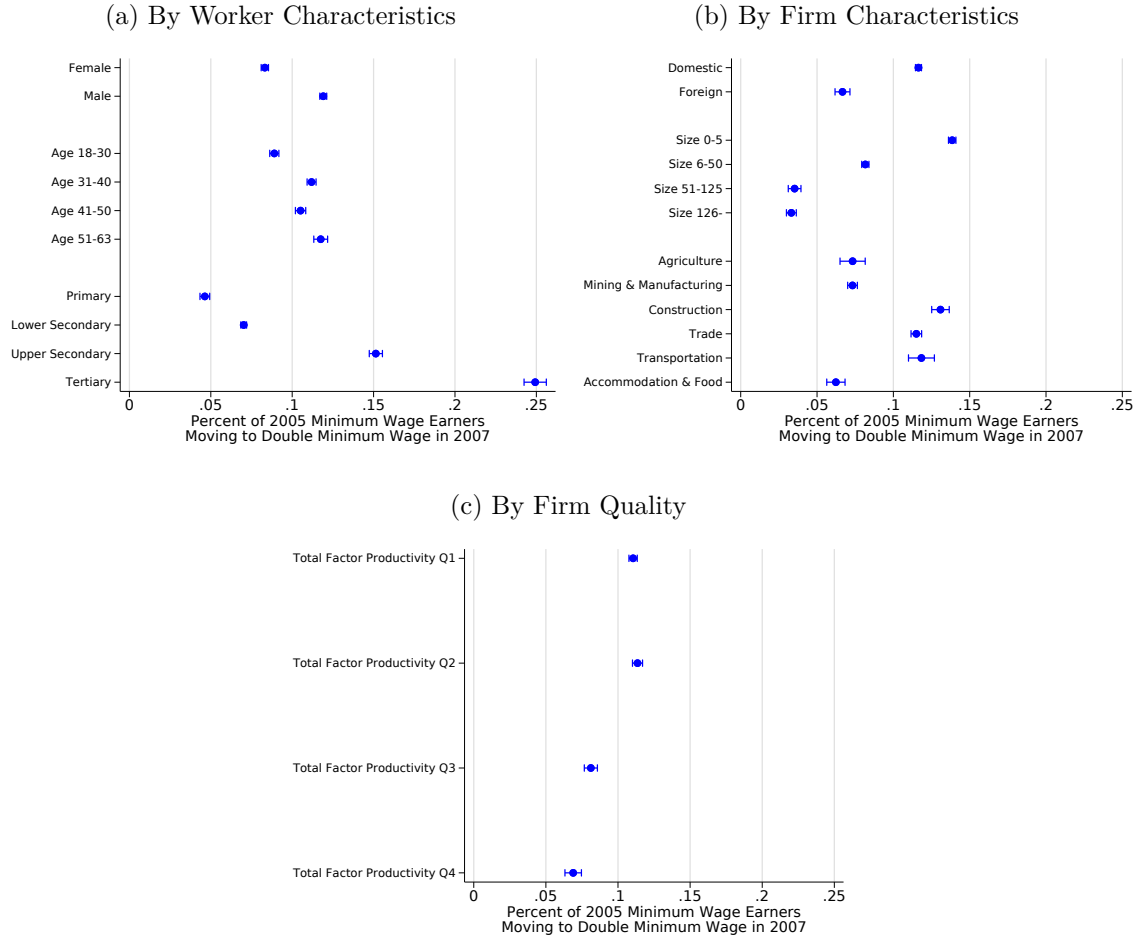 (a) By Worker Characteristics
Female
Male
Age 18-30
Age 31-40
Age 41-50
Age 51-63
Primary
Lower Secondary
Upper Secondary
Tertiary
0 .05 .1 .15 .2 .25
Percent of 2005 Minimum Wage Earners
Moving to Double Minimum Wage in 2007
(b) By Firm Characteristics
Domestic
Foreign
Size 0-5
Size 6-50
Size 51-125
Size 126-
Agriculture
Mining & Manufacturing
Construction
Trade
Transportation
Accommodation & Food
0 .05 .1 .15 .2 .25
Percent of 2005 Minimum Wage Earners
Moving to Double Minimum Wage in 2007
(c) By Firm Quality
Total Factor Productivity Q1
Total Factor Productivity Q2
Total Factor Productivity Q3
Total Factor Productivity Q4
0 .05 .1 .15 .2 .25
Percent of 2005 Minimum Wage Earners
Moving to Double Minimum Wage in 2007